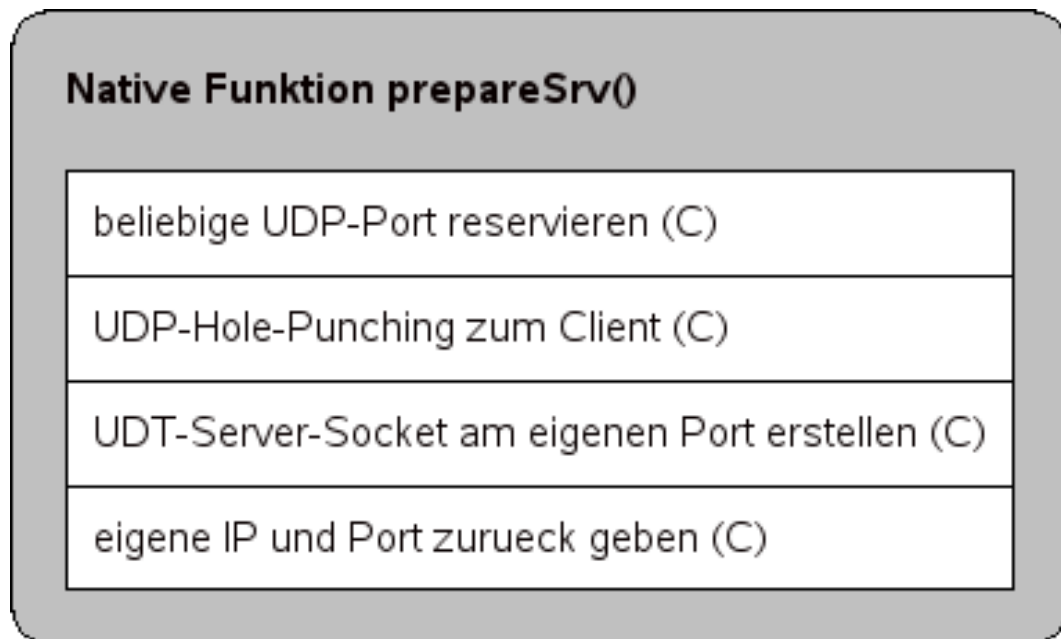 Native Funktion prepareSrv()
beliebige UDP-Port reservieren (C)
UDP-Hole-Punching zum Client (C)
UDT-Server-Socket am eigenen Port erstellen (C)
eigene IP und Port zurueck geben (C)